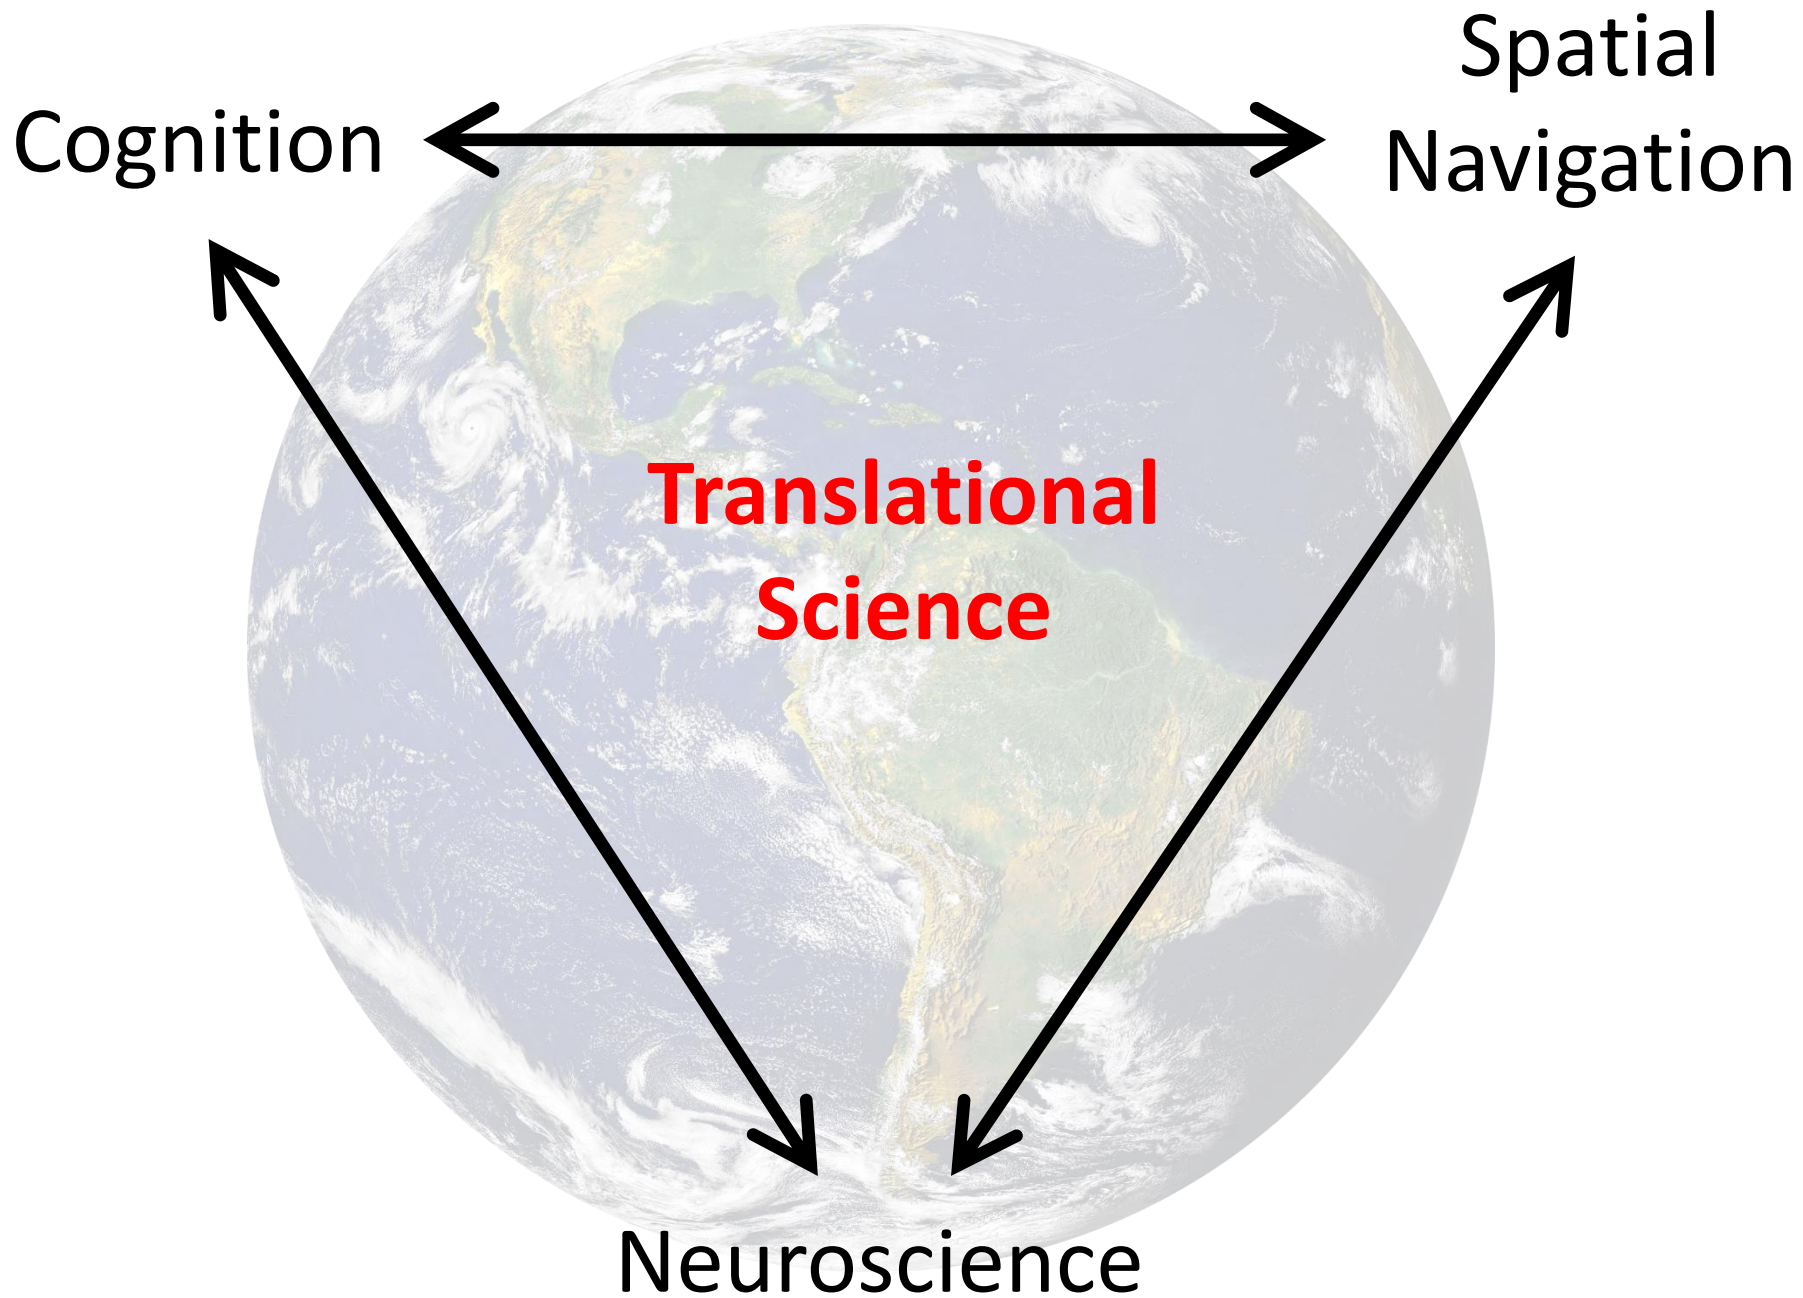 Spatial
Cognition
Navigation
Translational
Science
Neuroscience